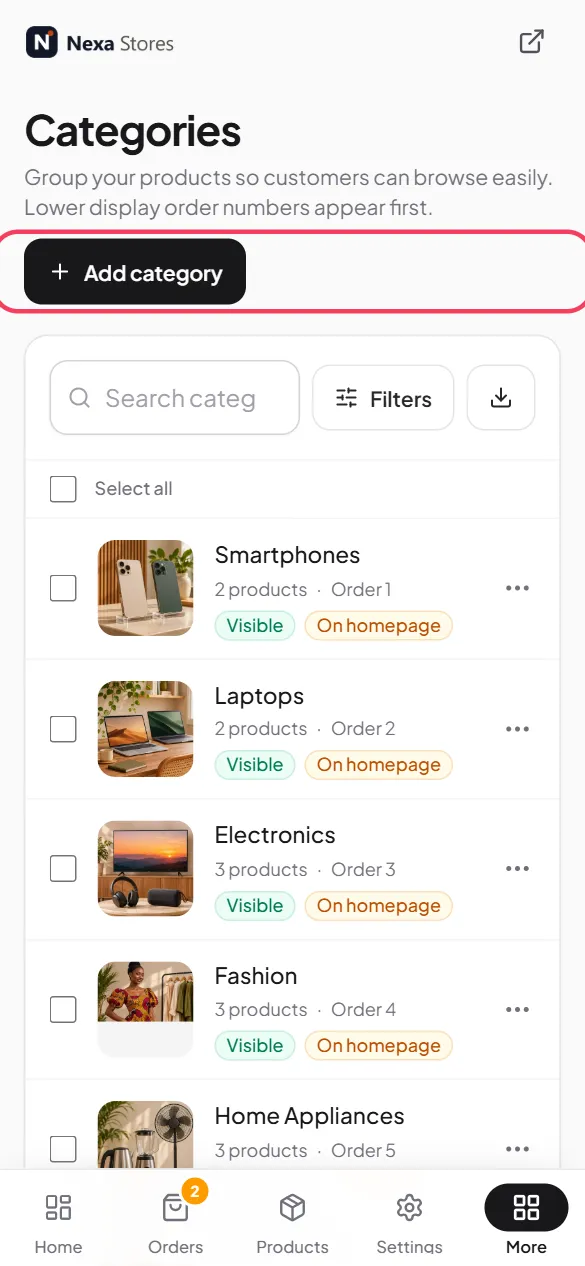 N Nexa Stores
Categories
Group your products so customers can browse easily.
Lower display order numbers appear first.
+ Add category
Search categ
Filters
Select all
Smartphones
2 products · Order 1
Visible On homepage
Laptops
2 products · Order 2
Visible On homepage
Electronics
3 products · Order 3
Visible On homepage
Fashion
3 products · Order 4
Visible On homepage
Home Appliances
3 products · Order 5
2
Home Orders Products Settings More